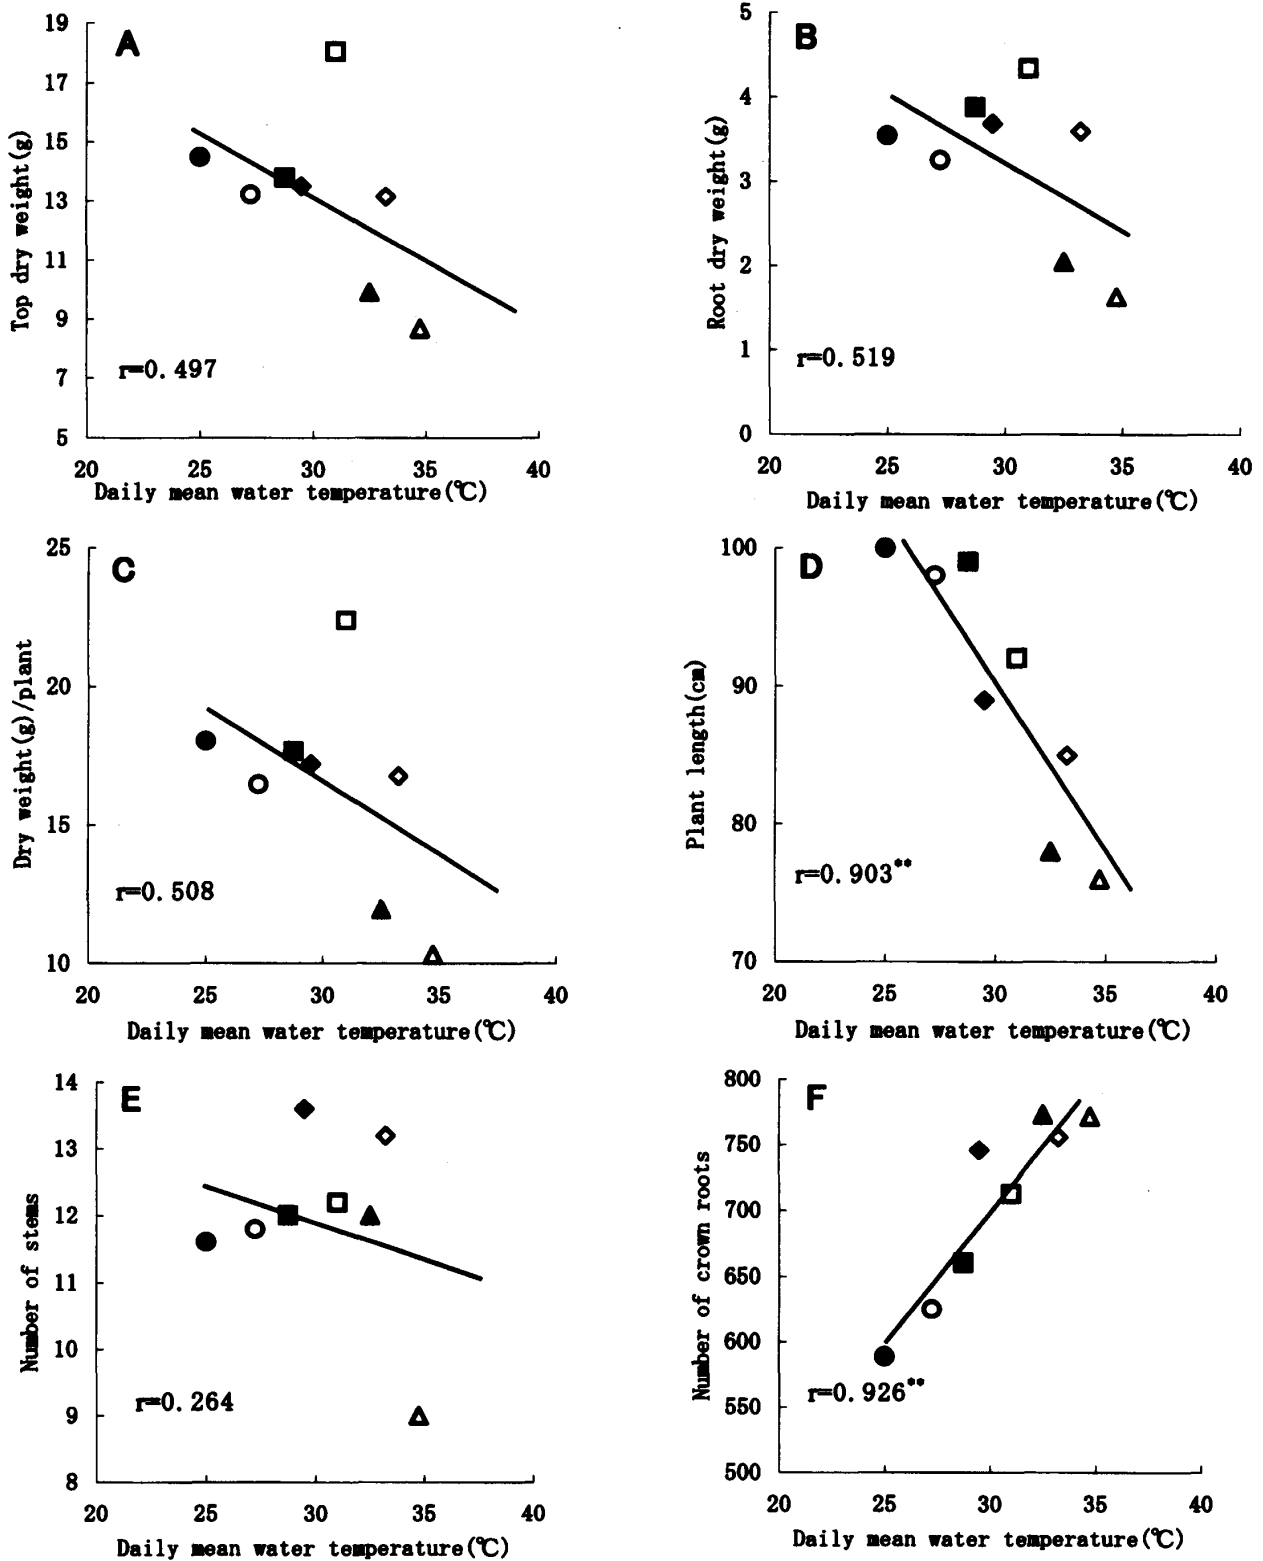 A
19
17
15
13
11
9
7
5
Top dry weight(g)
r=0.497
20 25 30 35 40
Daily mean water temperature(℃)
B
5
4
3
2
1
0
Root dry weight(g)
r=0.519
20 25 30 35 40
Daily mean water temperature(℃)
C
25
20
15
10
Dry weight(g)/plant
r=0.508
20 25 30 35 40
Daily mean water temperature(℃)
D
100
90
80
70
Plant length(cm)
r=0.903**
20 25 30 35 40
Daily mean water temperature(℃)
E
14
13
12
11
10
9
8
Number of stems
r=0.264
20 25 30 35 40
Daily mean water temperature(℃)
F
800
750
700
650
600
550
500
Number of crown roots
r=0.926**
20 25 30 35 40
Daily mean water temperature(℃)